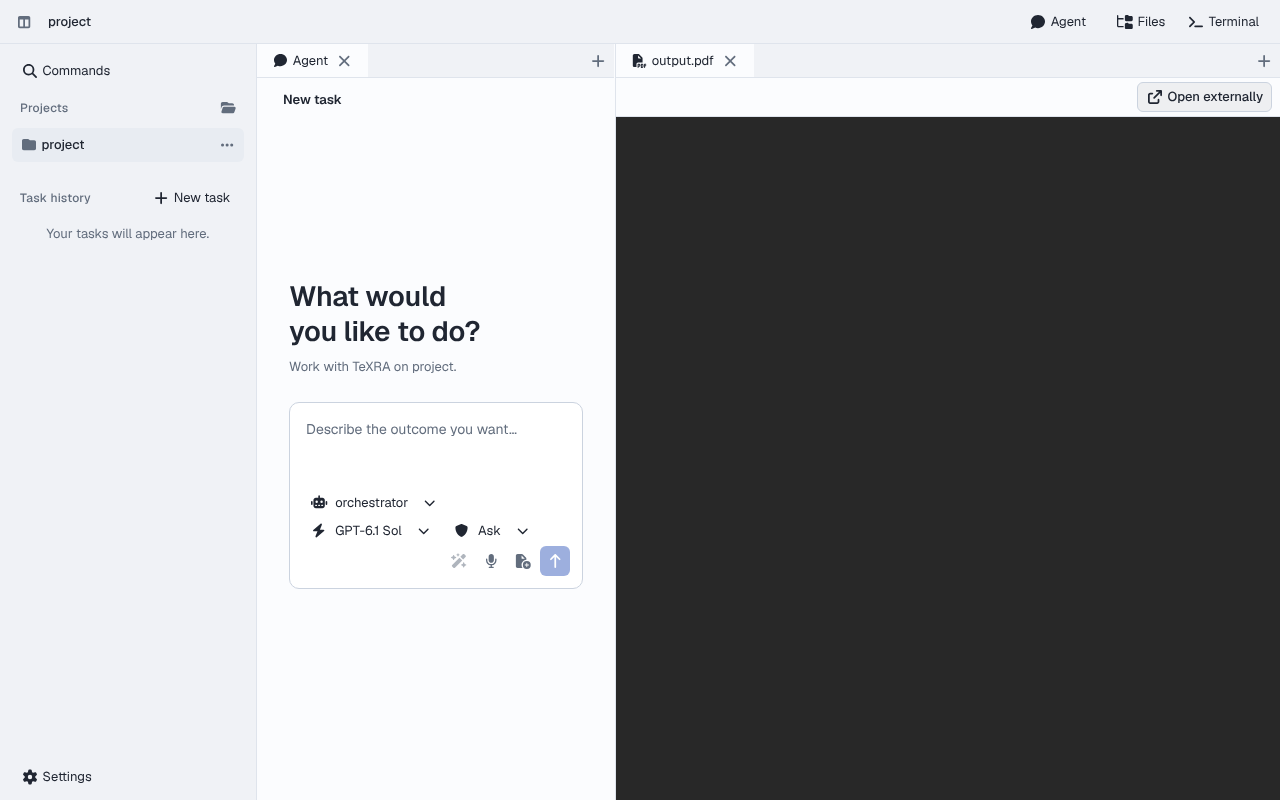 project
Agent
Files
Terminal
Commands
Projects
project
Task history
New task
Your tasks will appear here.
Settings
Agent
New task
What would
you like to do?
Work with TeXRA on project.
Describe the outcome you want...
orchestrator
GPT-6.1 Sol
Ask
output.pdf
Open externally